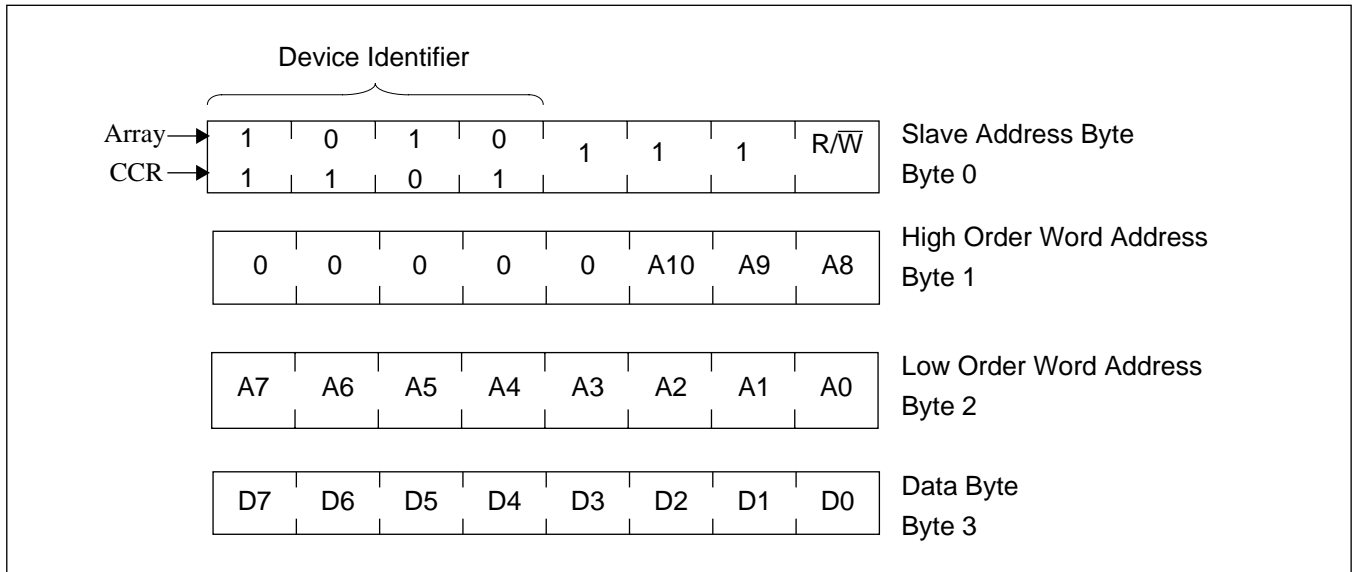 Device Identifier
Array 1 0 1 0 1 1 1 R/W̅ Slave Address Byte
CCR 1 1 0 1 Byte 0
High Order Word Address
0 0 0 0 0 A10 A9 A8 Byte 1
Low Order Word Address
A7 A6 A5 A4 A3 A2 A1 A0 Byte 2
D7 D6 D5 D4 D3 D2 D1 D0 Data Byte
Byte 3